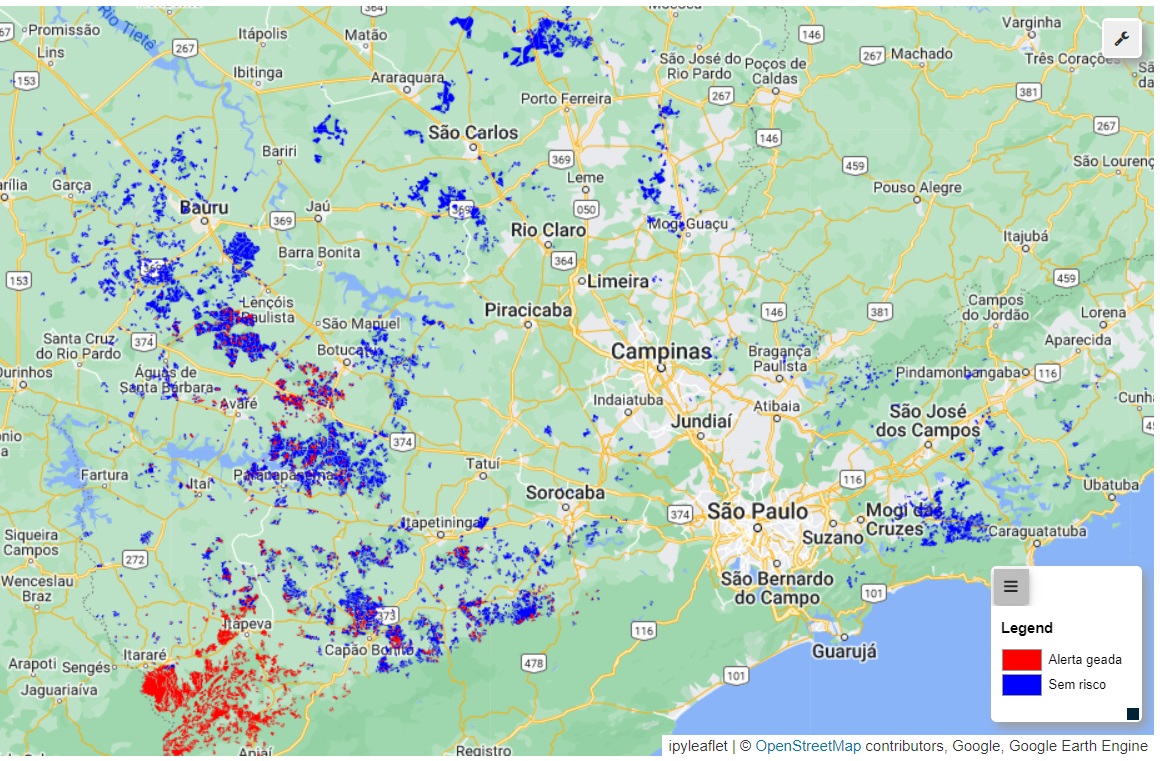 364
Mococa
67
Promissão
Rio Tietê
Lins
267
Itápolis
Matão
146
Varginha
153
Ibitinga
Araraquara
São José do
Rio Pardo
Poços de
Caldas
267
Machado
Três Corações
Porto Ferreira
267
381
São Carlos
146
267
Bariri
369
459
São Lourenço
arília
Garça
Leme
Pouso Alegre
Bauru
369
Jaú
369
050
Mogi Guaçu
Rio Claro
Itajubá
Barra Bonita
364
153
Limeira
459
Lençóis
Paulista
São Manuel
Piracicaba
146
381
Campos
do Jordão
Lorena
Santa Cruz
do Rio Pardo
374
Botucatu
Campinas
Bragança
Paulista
Aparecida
Ourinhos
Águas de
Santa Bárbara
Pindamonhangaba
116
Avaré
Indaiatuba
Atibaia
Cunha
Jundiaí
São José
dos Campos
374
Fartura
Itaí
Paranapanema
Tatuí
116
Ubatuba
Sorocaba
374
São Paulo
Mogi das
Cruzes
Itapetininga
Suzano
Caraguatatuba
Siqueira
Campos
272
Wenceslau
Braz
São Bernardo
do Campo
101
373
Itapeva
116
Capão Bonito
Guarujá
Arapoti
Sengés
Itararé
478
101
Jaguariaíva
Apiaí
Registro
Legend
Alerta geada
Sem risco
ipyleaflet | © OpenStreetMap contributors, Google, Google Earth Engine